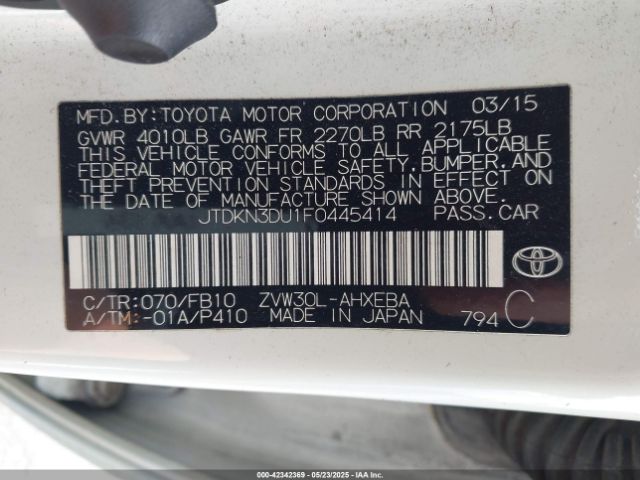 MFD.BY:TOYOTA MOTOR CORPORATION 03/15
GVWR 4010LB GAWR FR 2270LB RR 2175LB
THIS VEHICLE CONFORMS TO ALL APPLICABLE
FEDERAL MOTOR VEHICLE SAFETY,BUMPER,AND
THEFT PREVENTION STANDARDS IN EFFECT ON
THE DATE OF MANUFACTURE SHOWN ABOVE.
JTDKN3DU1F0445414 PASS.CAR
C/TR:070/FB10 ZVW30L-AHXEBA
A/TM:-01A/P410 MADE IN JAPAN 794 C
000-42342369 - 05/23/2025 - IAAI.COM